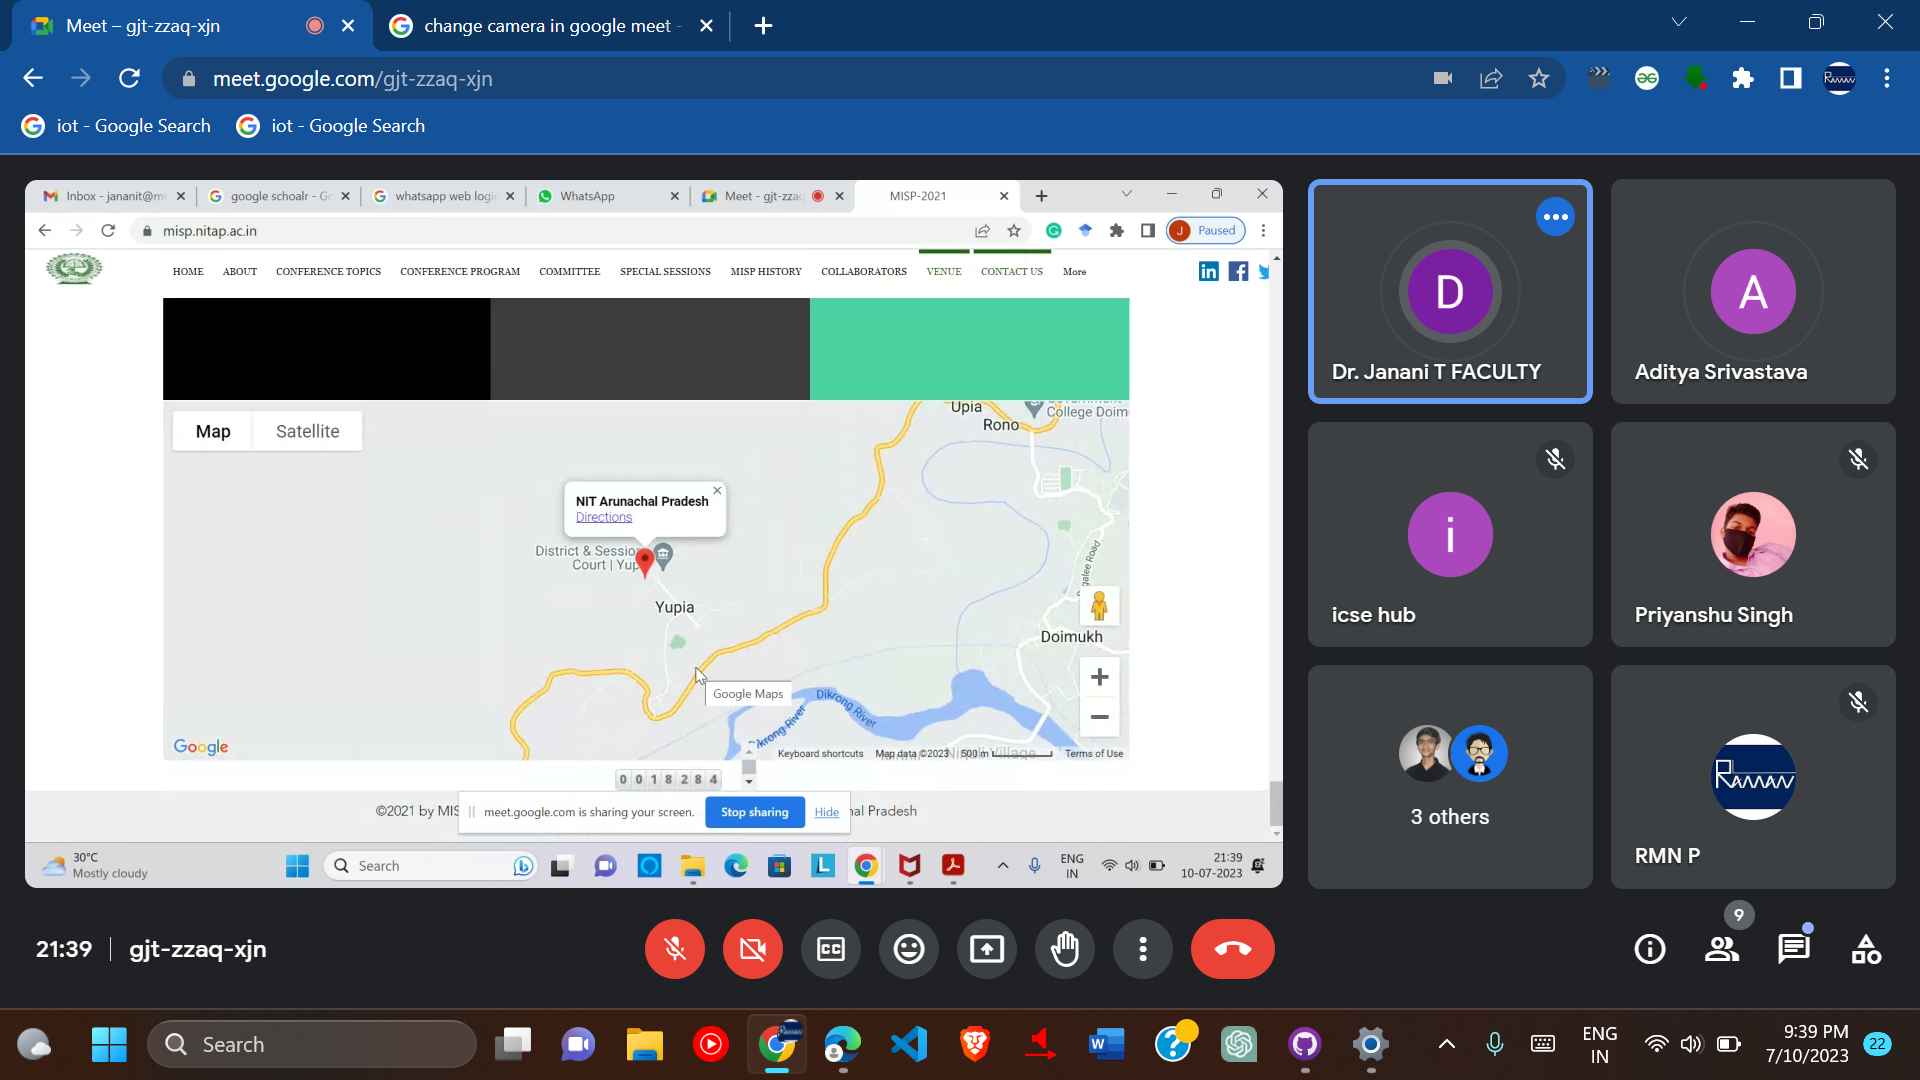 Meet – gjt-zzaq-xjn
change camera in google meet -
meet.google.com/gjt-zzaq-xjn
iot - Google Search
iot - Google Search
Inbox - jananit@m
google schoalr - G
whatsapp web logi
WhatsApp
Meet - gjt-zzaq
MISP-2021
misp.nitap.ac.in
J Paused
HOME ABOUT CONFERENCE TOPICS CONFERENCE PROGRAM COMMITTEE SPECIAL SESSIONS MISP HISTORY COLLABORATORS VENUE CONTACT US More
Map Satellite
Upia
Rono
College Doim
NIT Arunachal Pradesh
Directions
District & Session
Court | Yup
Yupia
Doimukh
Google Maps
Dikrong River
Dikrong River
Google
Keyboard shortcuts Map data ©2023 500 m Terms of Use
0018284
©2021 by MIS
meet.google.com is sharing your screen. Stop sharing Hide
al Pradesh
30°C
Mostly cloudy
Search
ENG
IN
21:39
10-07-2023
D
Dr. Janani T FACULTY
A
Aditya Srivastava
i
icse hub
Priyanshu Singh
3 others
RAMAN
RMN P
21:39 | gjt-zzaq-xjn
CC
9
Search
ENG
IN
9:39 PM
7/10/2023
22